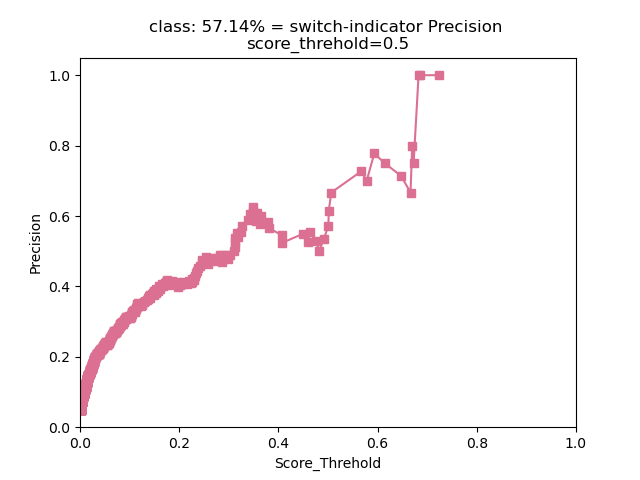 class: 57.14% = switch-indicator Precision
score_threhold=0.5
1.0
0.8
0.6
0.4
0.2
0.0
Precision
0.0 0.2 0.4 0.6 0.8 1.0
Score_Threhold